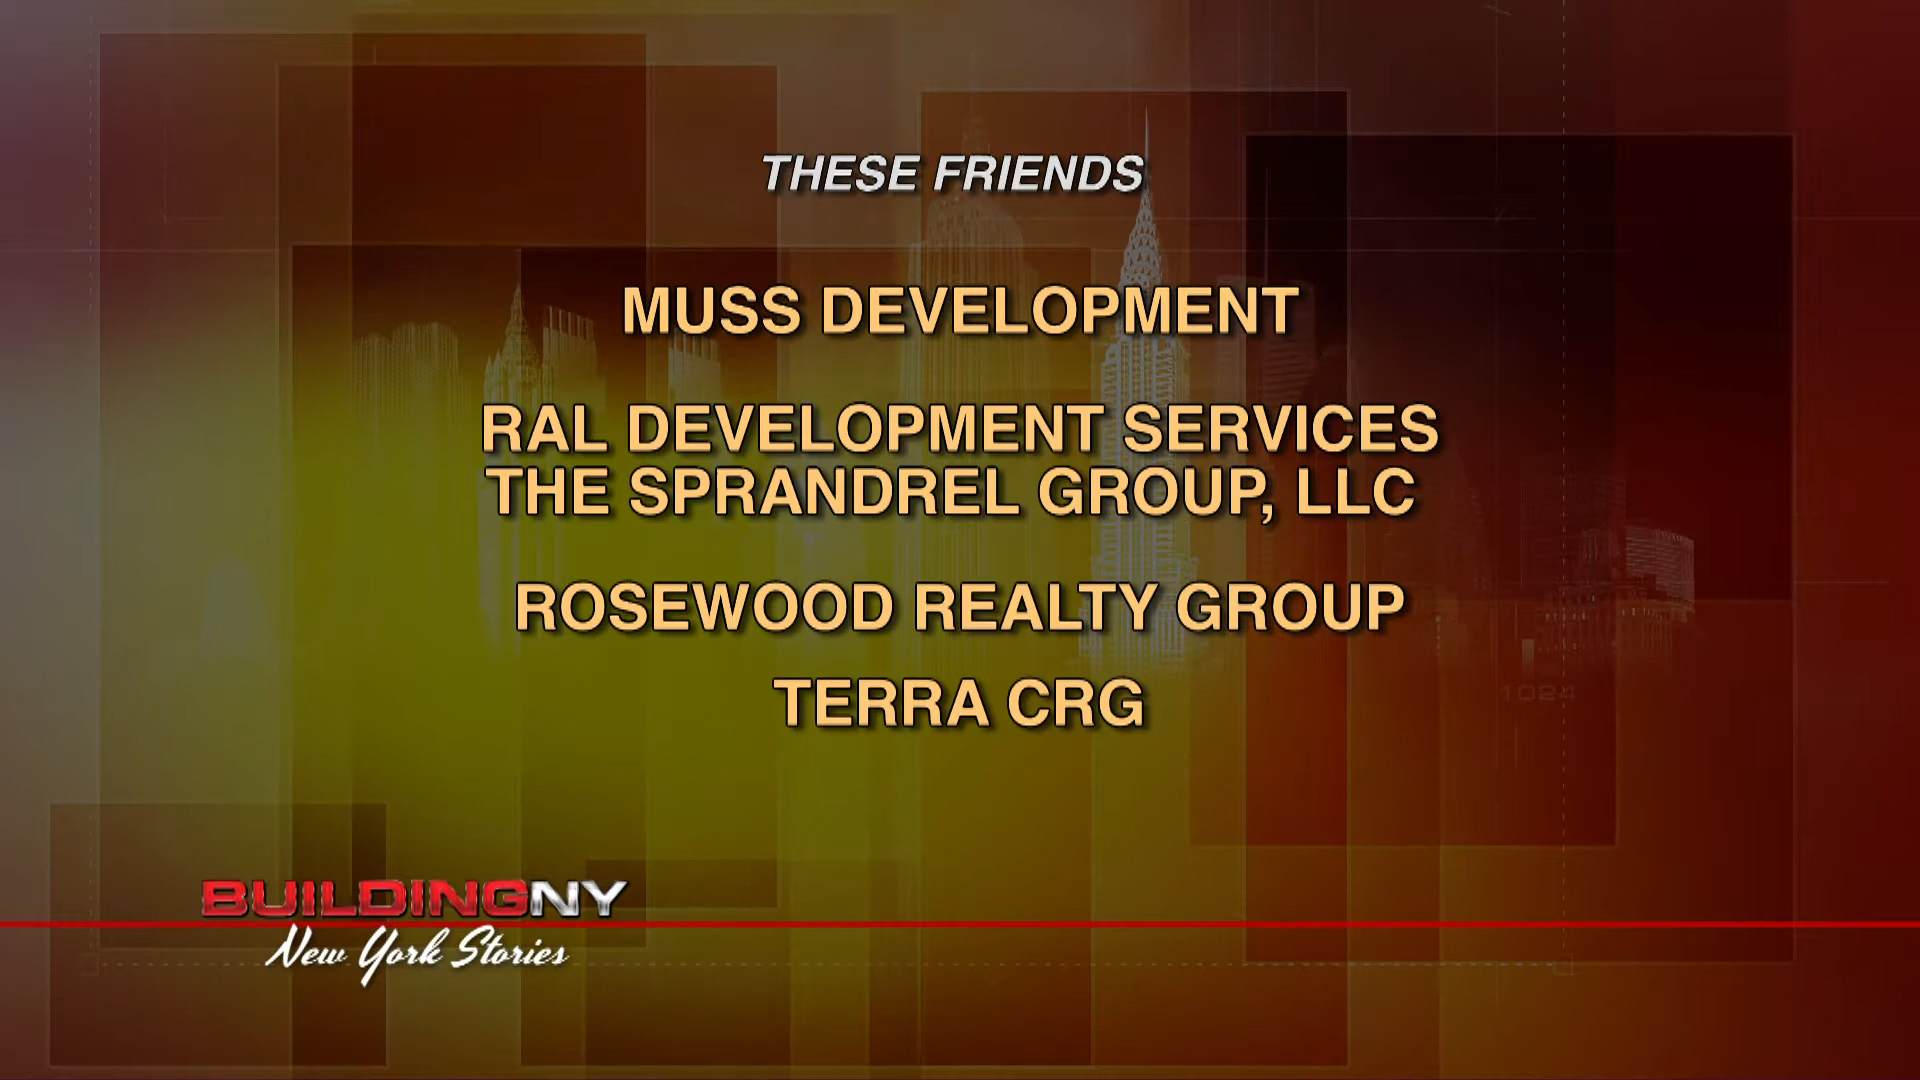 THESE FRIENDS
MUSS DEVELOPMENT
RAL DEVELOPMENT SERVICES
THE SPRANDREL GROUP, LLC
ROSEWOOD REALTY GROUP
TERRA CRG
1024
BUILDINGNY
New York Stories